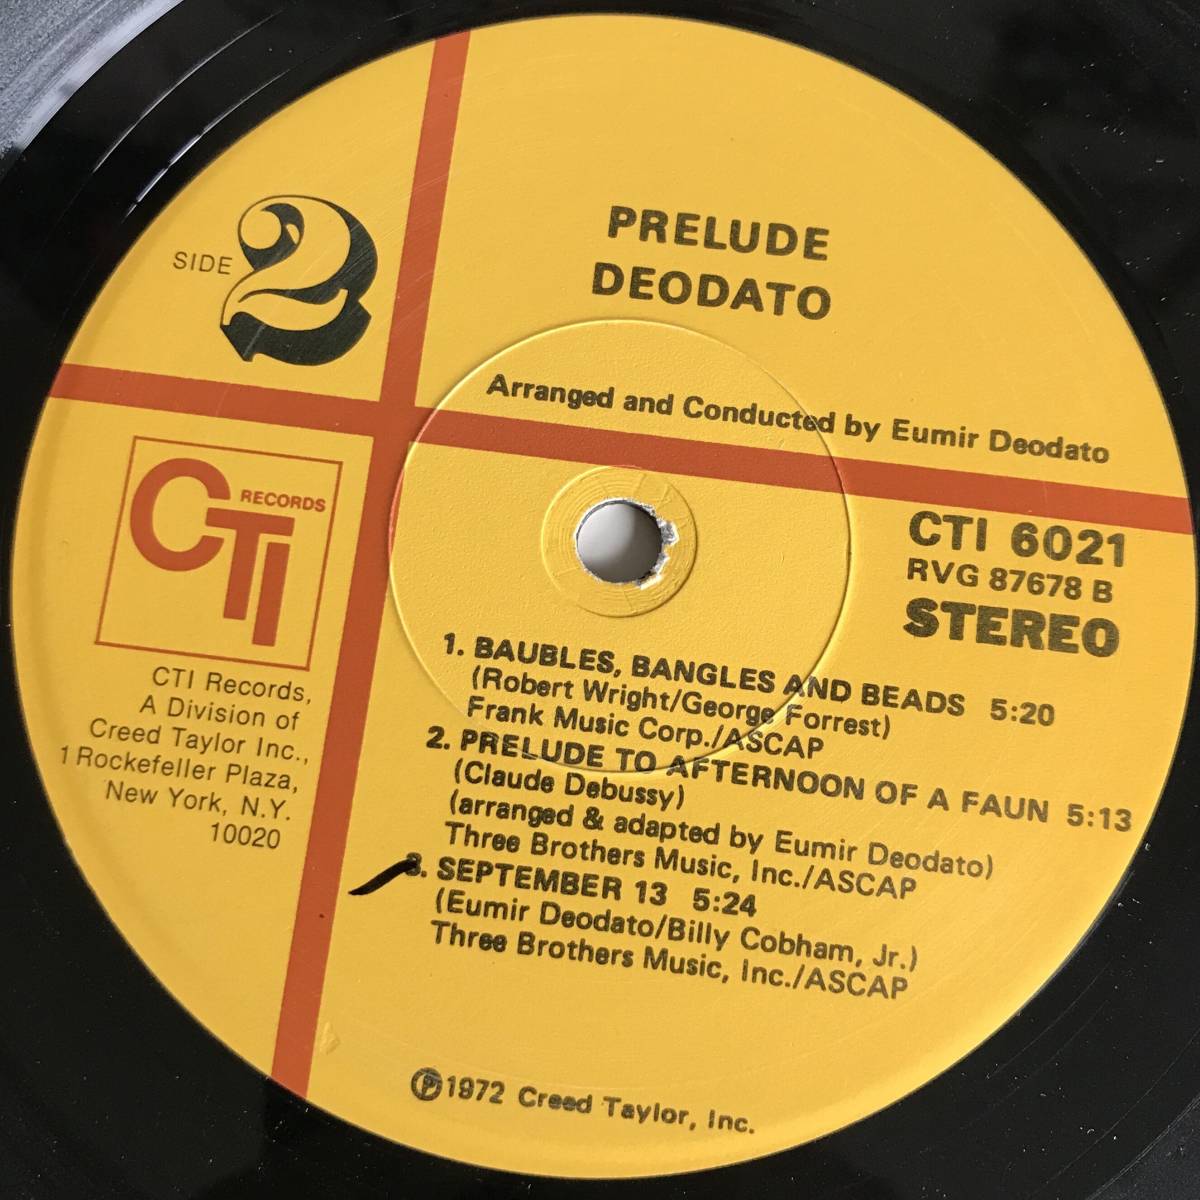 SIDE 2
PRELUDE
DEODATO
Arranged and Conducted by Eumir Deodato
CTI RECORDS
CTI Records,
A Division of
Creed Taylor Inc.,
1 Rockefeller Plaza,
New York, N.Y.
10020
CTI 6021
RVG 87678 B
STEREO
1. BAUBLES, BANGLES AND BEADS 5:20
(Robert Wright/George Forrest)
Frank Music Corp./ASCAP
2. PRELUDE TO AFTERNOON OF A FAUN 5:13
(Claude Debussy)
(arranged & adapted by Eumir Deodato)
Three Brothers Music, Inc./ASCAP
3. SEPTEMBER 13 5:24
(Eumir Deodato/Billy Cobham, Jr.)
Three Brothers Music, Inc./ASCAP
℗1972 Creed Taylor, Inc.